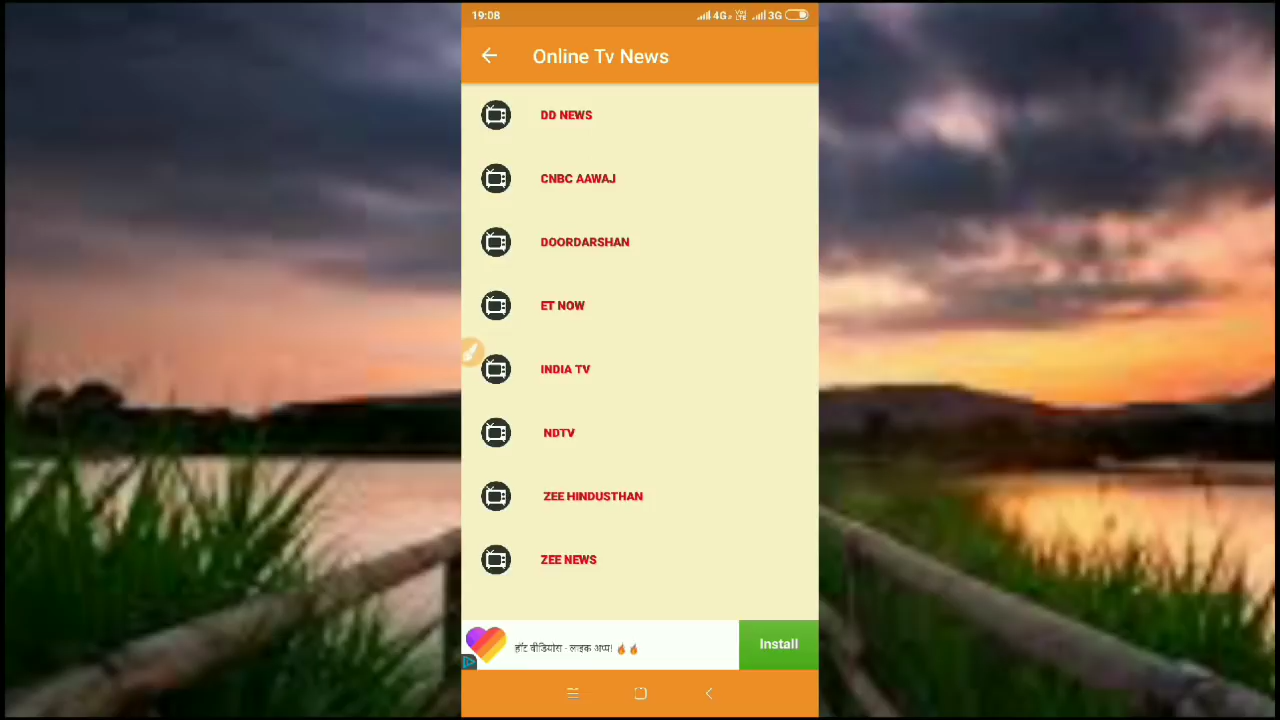 19:08
4G VoLTE 3G
Online Tv News
DD NEWS
CNBC AAWAJ
DOORDARSHAN
ET NOW
INDIA TV
NDTV
ZEE HINDUSTHAN
ZEE NEWS
हॉट वीडियोस - लाइक अप्प! 🔥🔥
Install